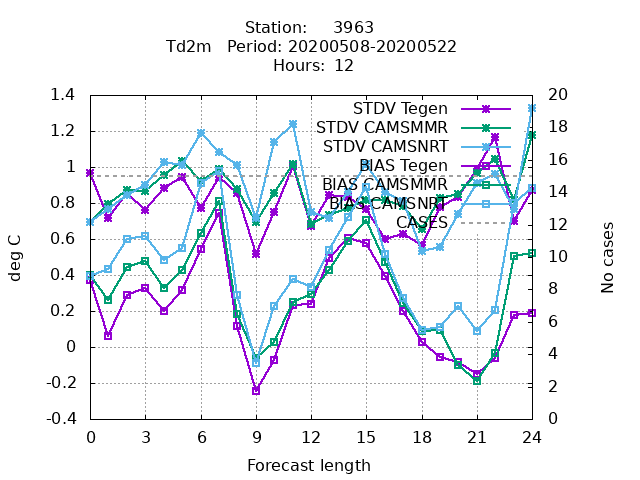 Station: 3963
Td2m Period: 20200508-20200522
Hours: 12
1.4
1.2
1
0.8
0.6
0.4
0.2
0
-0.2
-0.4
20
18
16
14
12
10
8
6
4
2
0
0 3 6 9 12 15 18 21 24
deg C
No cases
Forecast length
STDV Tegen
STDV CAMSMMR
STDV CAMSNRT
BIAS Tegen
BIAS CAMSMMR
BIAS CAMSNRT
CASES